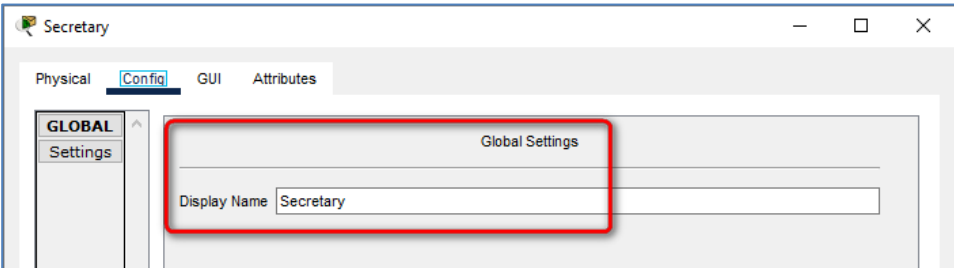 Secretary
Physical Config GUI Attributes
GLOBAL
Settings
Global Settings
Display Name Secretary